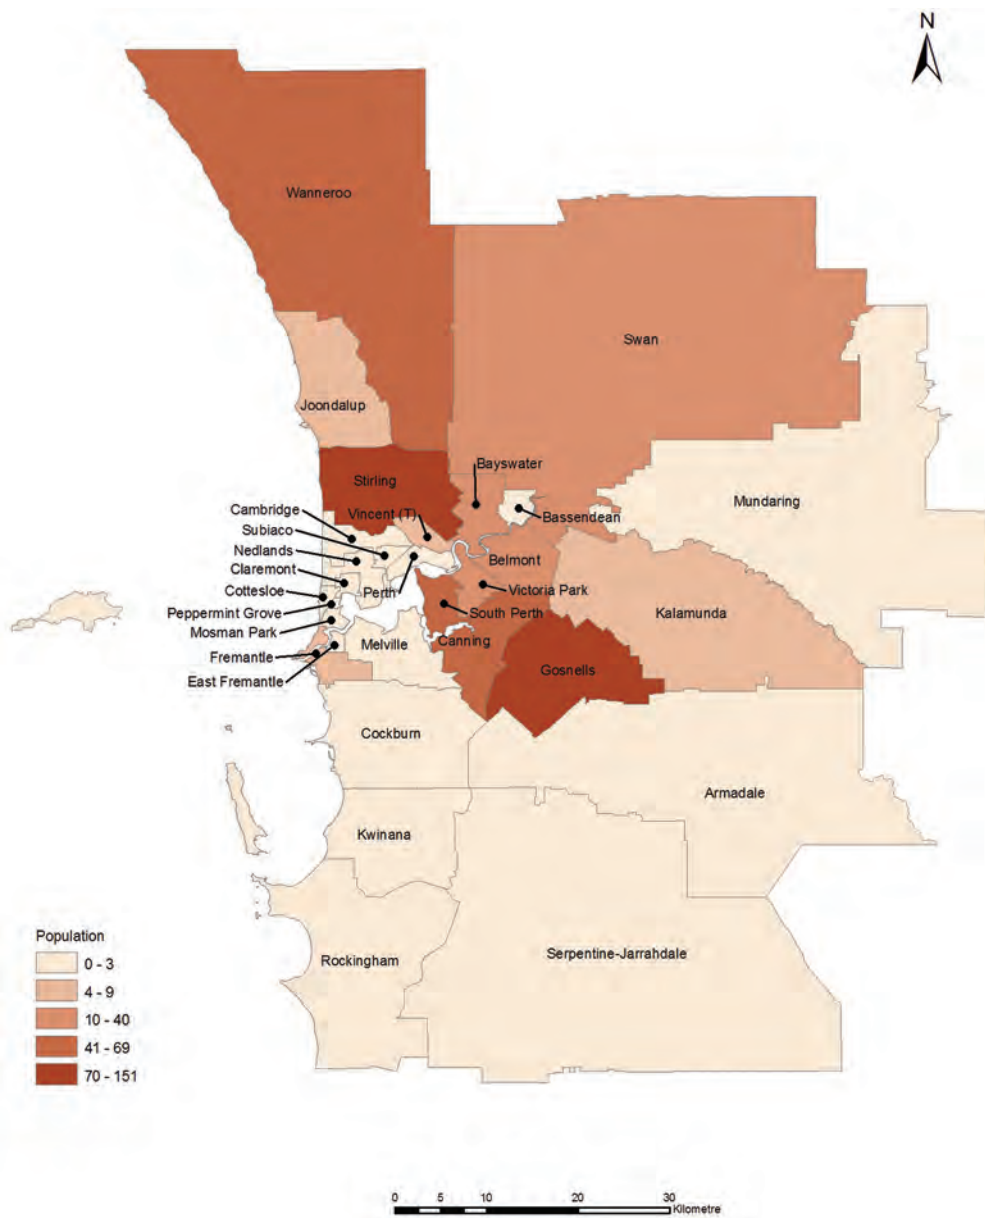 N
Wanneroo
Swan
Joondalup
Bayswater
Stirling
Mundaring
Cambridge
Vincent (T)
Bassendean
Subiaco
Nedlands
Belmont
Claremont
Perth
Victoria Park
Cottesloe
South Perth
Kalamunda
Peppermint Grove
Mosman Park
Melville
Canning
Fremantle
Gosnells
East Fremantle
Cockburn
Armadale
Kwinana
Population
0 - 3
4 - 9
10 - 40
41 - 69
70 - 151
Rockingham
Serpentine-Jarrahdale
0 5 10 20 30
Kilometre